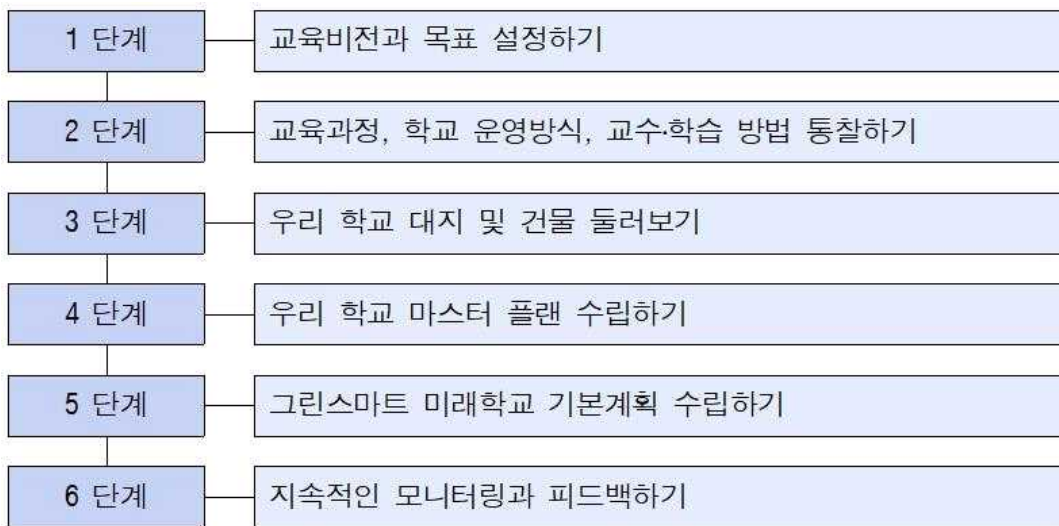 1 단계 교육비전과 목표 설정하기
2 단계 교육과정, 학교 운영방식, 교수·학습 방법 통찰하기
3 단계 우리 학교 대지 및 건물 둘러보기
4 단계 우리 학교 마스터 플랜 수립하기
5 단계 그린스마트 미래학교 기본계획 수립하기
6 단계 지속적인 모니터링과 피드백하기